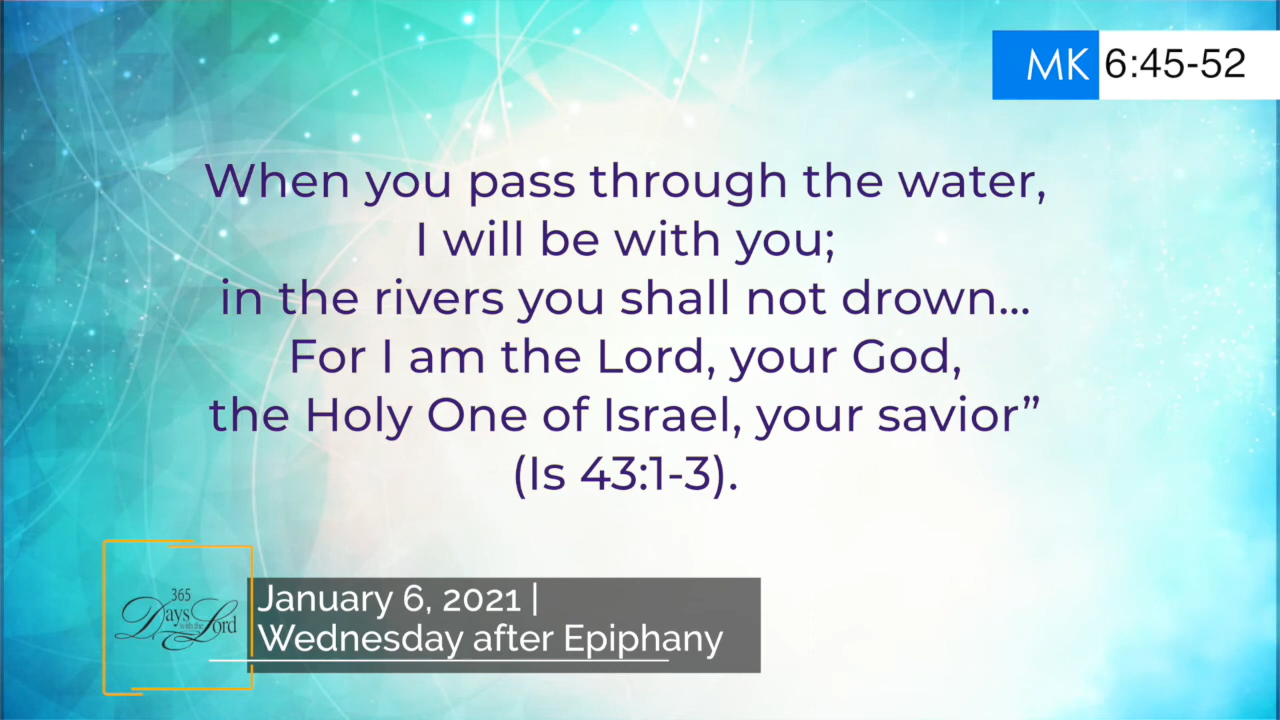 MK 6:45-52
When you pass through the water,
I will be with you;
in the rivers you shall not drown...
For I am the Lord, your God,
the Holy One of Israel, your savior”
(Is 43:1-3).
365
Days with the Lord
January 6, 2021 |
Wednesday after Epiphany